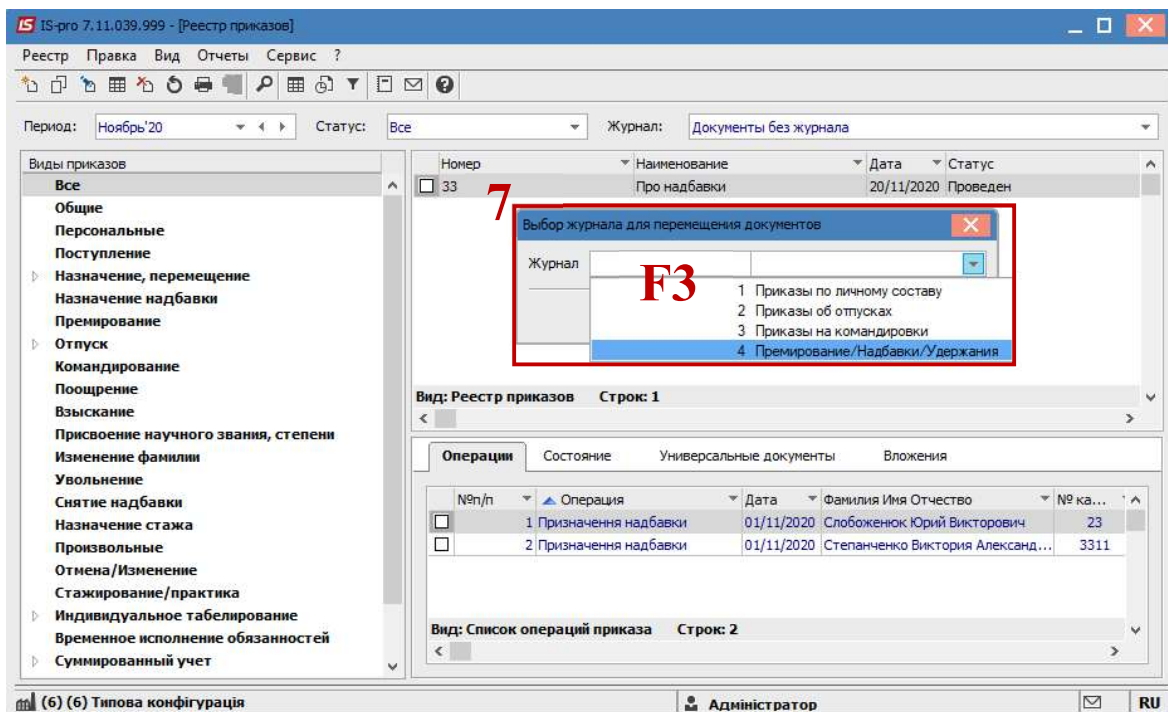 IS-pro 7.11.039.999 - [Реестр приказов]
Реестр Правка Вид Отчеты Сервис ?
Период: Ноябрь'20 Статус: Все Журнал: Документы без журнала
Виды приказов
Все
Общие
Персональные
Поступление
Назначение, перемещение
Назначение надбавки
Премирование
Отпуск
Командирование
Поощрение
Взыскание
Присвоение научного звания, степени
Изменение фамилии
Увольнение
Снятие надбавки
Назначение стажа
Произвольные
Отмена/Изменение
Стажирование/практика
Индивидуальное табелирование
Временное исполнение обязанностей
Суммированный учет
Номер Наименование Дата Статус
33 Про надбавки 20/11/2020 Проведен
7
Выбор журнала для перемещения документов
Журнал
F3
1 Приказы по личному составу
2 Приказы об отпусках
3 Приказы на командировки
4 Премирование/Надбавки/Удержания
Вид: Реестр приказов Строк: 1
Операции Состояние Универсальные документы Вложения
№п/п Операция Дата Фамилия Имя Отчество № ка...
1 Призначення надбавки 01/11/2020 Слобоженюк Юрий Викторович 23
2 Призначення надбавки 01/11/2020 Степанченко Виктория Александ... 3311
Вид: Список операций приказа Строк: 2
(6) (6) Типова конфігурація Адміністратор RU